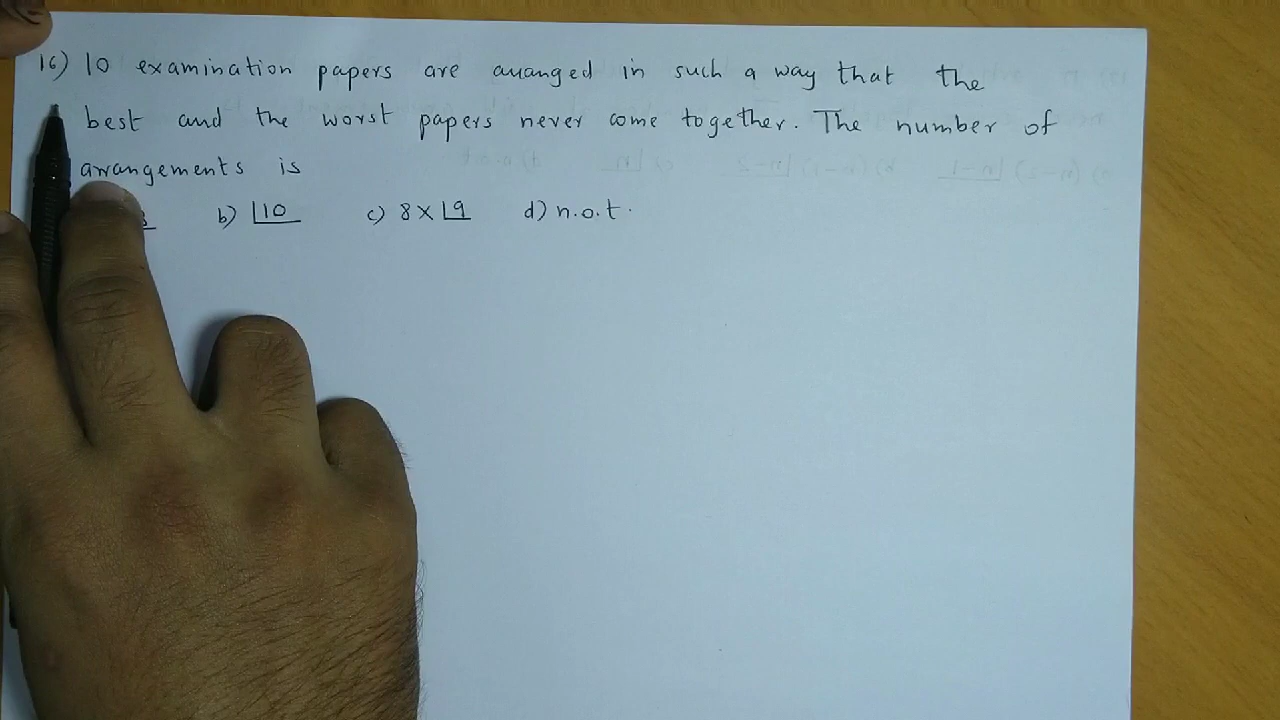 16) 10 examination papers are arranged in such a way that the
best and the worst papers never come together. The number of
arrangements is
b) |10 c) 8×|9 d) n.o.t.